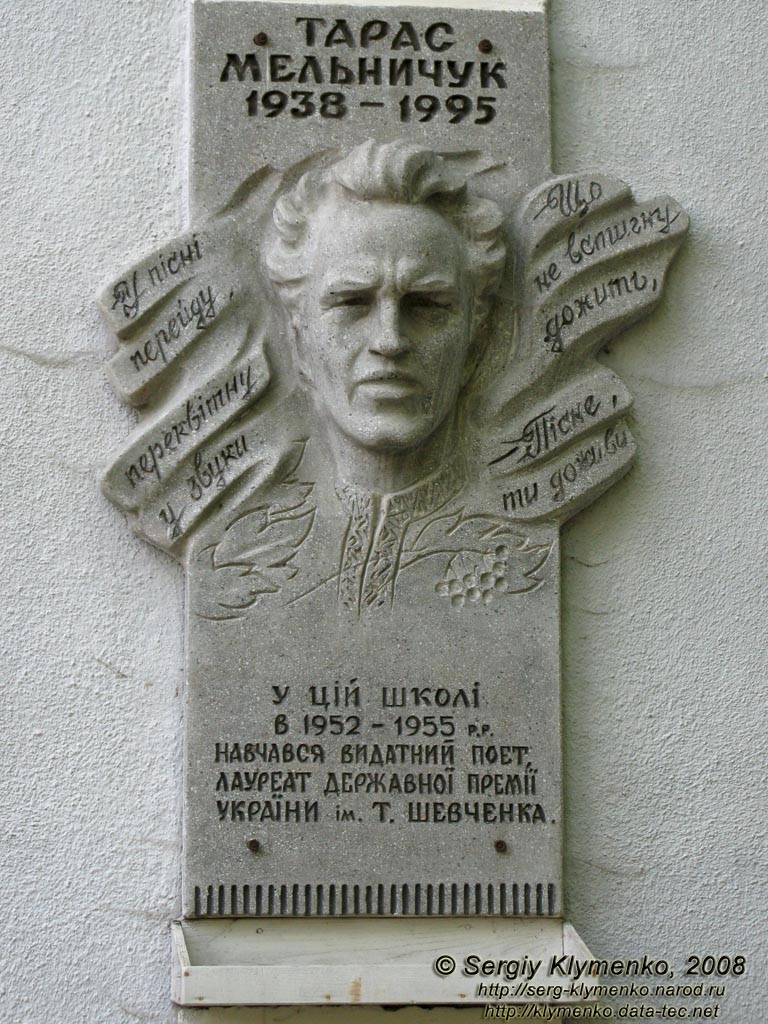 ТАРАС
МЕЛЬНИЧУК
1938 – 1995
У пісні
перейду,
переквітну
у звуки.
Що
не встигну
дожить,
Пісне,
ти доживи
У ЦІЙ ШКОЛІ
В 1952 – 1955 р.р.
НАВЧАВСЯ ВИДАТНИЙ ПОЕТ,
ЛАУРЕАТ ДЕРЖАВНОЇ ПРЕМІЇ
УКРАЇНИ ім. Т. ШЕВЧЕНКА.
© Sergiy Klymenko, 2008
http://serg-klymenko.narod.ru
http://klymenko.data-tec.net